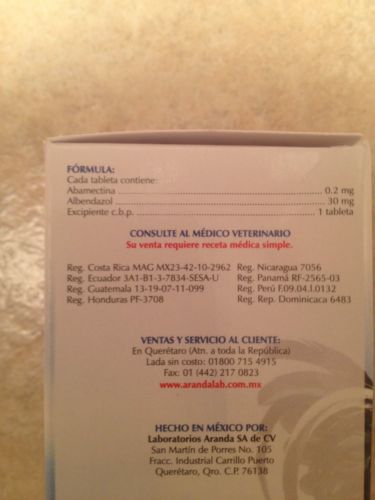 FÓRMULA:
Cada tableta contiene:
Abamectina ........ 0.2 mg
Albendazol ........ 30 mg
Excipiente c.b.p. ........ 1 tableta
CONSULTE AL MÉDICO VETERINARIO
Su venta requiere receta médica simple.
Reg. Costa Rica MAG MX23-42-10-2962 Reg. Nicaragua 7056
Reg. Ecuador 3A1-B1-3-7834-SESA-U Reg. Panamá RF-2565-03
Reg. Guatemala 13-19-07-11-099 Reg. Perú F.09.04.I.0132
Reg. Honduras PF-3708 Reg. Rep. Dominicana 6483
VENTAS Y SERVICIO AL CLIENTE:
En Querétaro (Atn. a toda la República)
Lada sin costo: 01800 715 4915
Fax: 01 (442) 217 0823
www.arandalab.com.mx
HECHO EN MÉXICO POR:
Laboratorios Aranda SA de CV
San Martín de Porres No. 105
Fracc. Industrial Carrillo Puerto
Querétaro, Qro. C.P. 76138